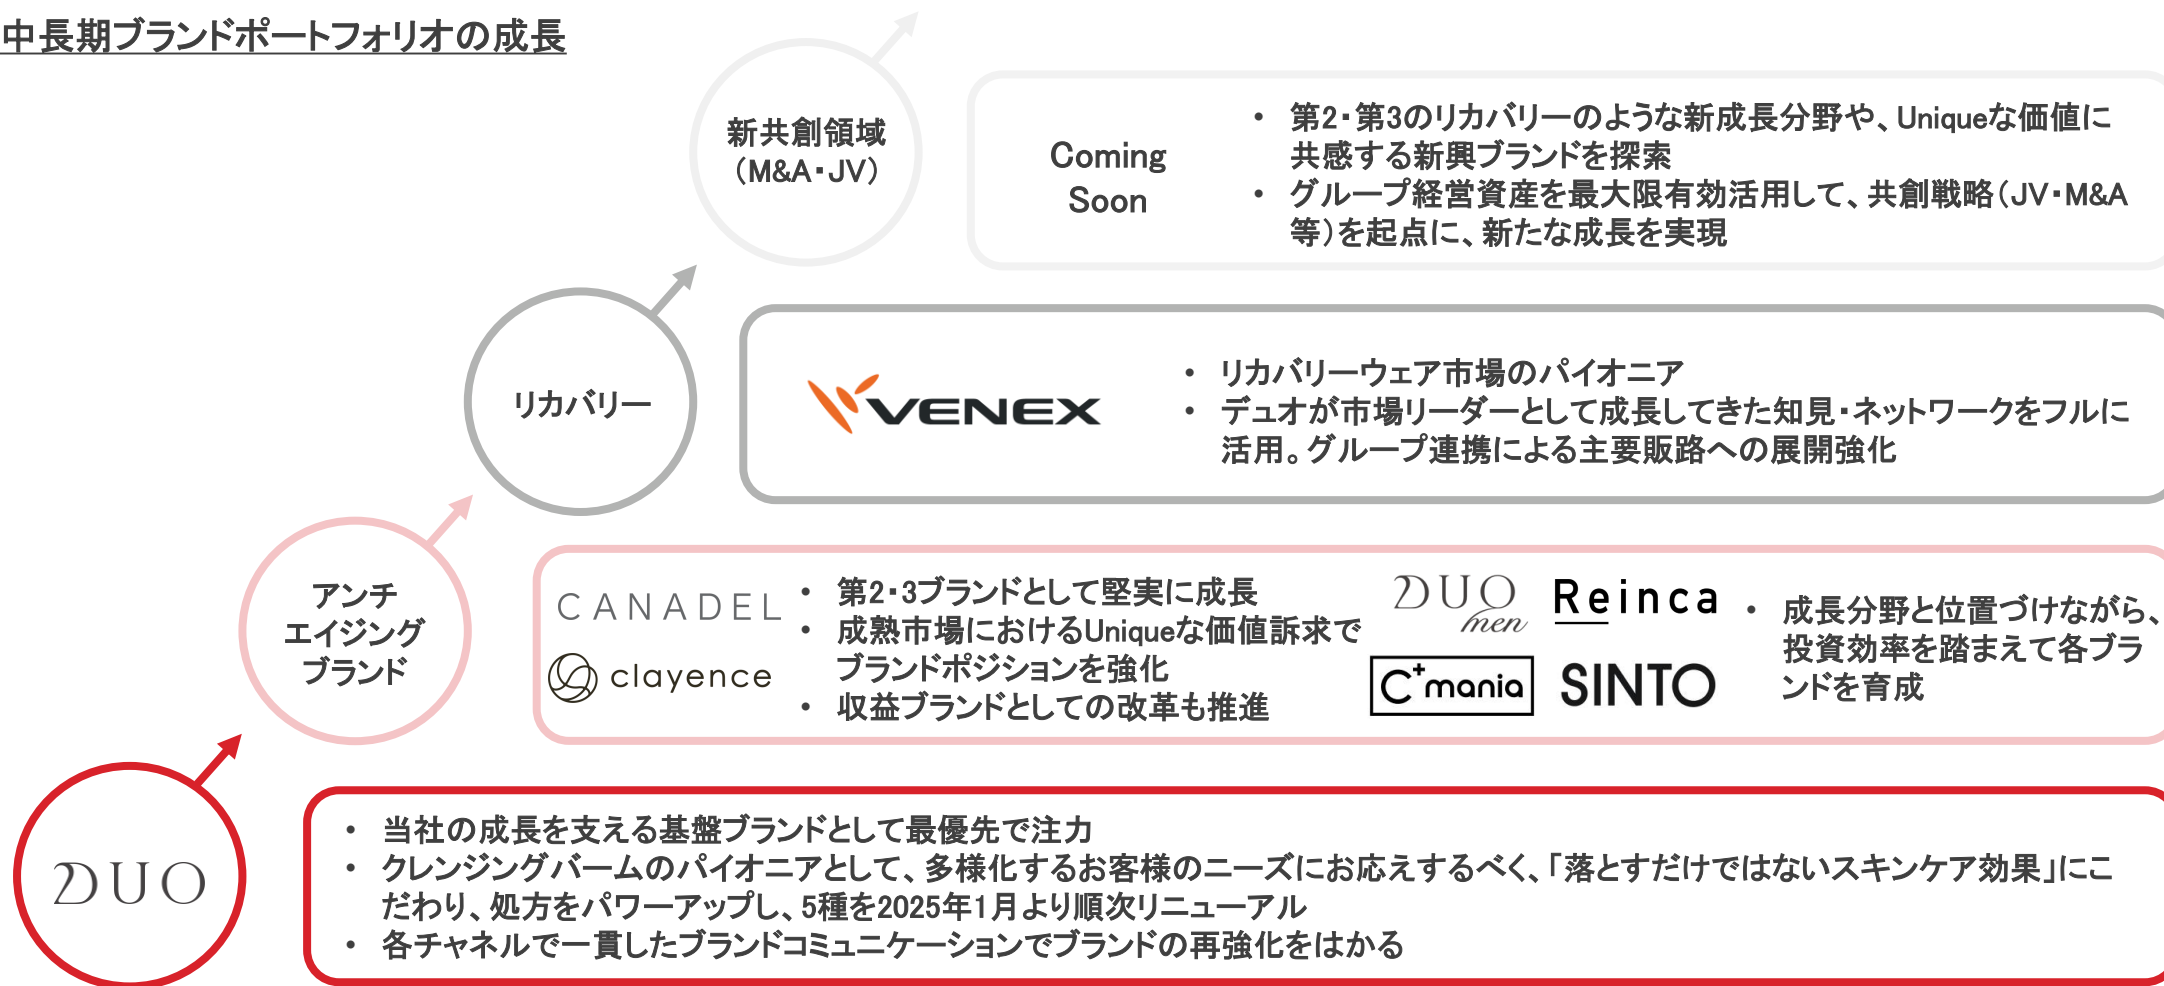 中長期ブランドポートフォリオの成長
新共創領域
（M&A・JV）
Coming
Soon
• 第2・第3のリカバリーのような新成長分野や、Uniqueな価値に
共感する新興ブランドを探索
• グループ経営資産を最大限有効活用して、共創戦略（JV・M&A
等）を起点に、新たな成長を実現
リカバリー
VENEX
• リカバリーウェア市場のパイオニア
• デュオが市場リーダーとして成長してきた知見・ネットワークをフルに
活用。グループ連携による主要販路への展開強化
アンチ
エイジング
ブランド
CANADEL
clayence
• 第2・3ブランドとして堅実に成長
• 成熟市場におけるUniqueな価値訴求で
ブランドポジションを強化
• 収益ブランドとしての改革も推進
DUO
men
Reinca
C+mania
SINTO
• 成長分野と位置づけながら、
投資効率を踏まえて各ブラ
ンドを育成
DUO
• 当社の成長を支える基盤ブランドとして最優先で注力
• クレンジングバームのパイオニアとして、多様化するお客様のニーズにお応えするべく、「落とすだけではないスキンケア効果」にこ
だわり、処方をパワーアップし、5種を2025年1月より順次リニューアル
• 各チャネルで一貫したブランドコミュニケーションでブランドの再強化をはかる